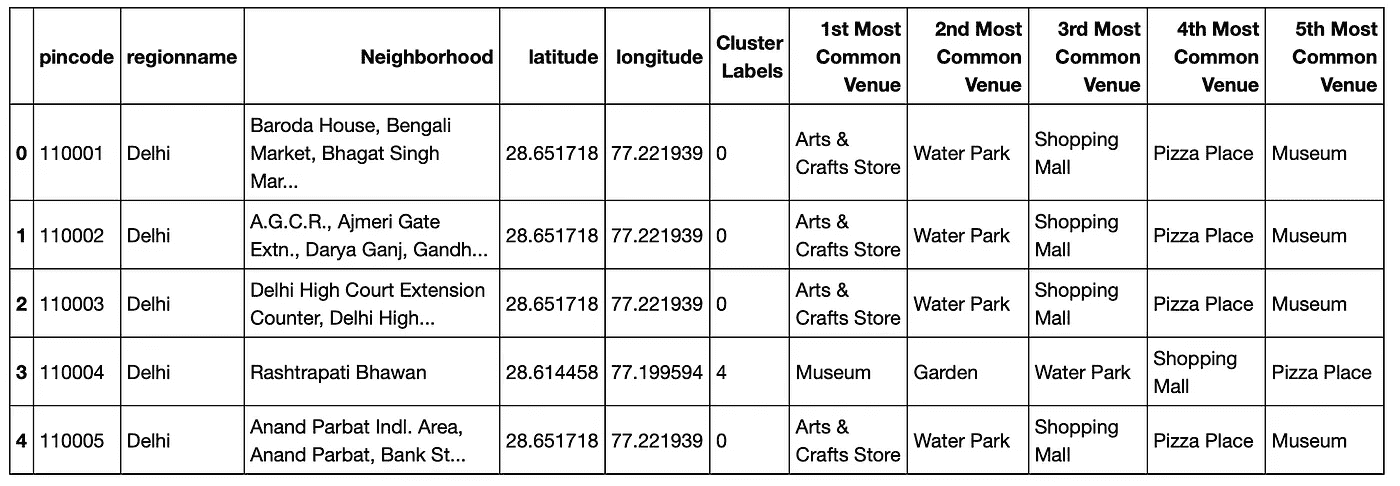 pincode regionname Neighborhood latitude longitude Cluster Labels 1st Most Common Venue 2nd Most Common Venue 3rd Most Common Venue 4th Most Common Venue 5th Most Common Venue
0 110001 Delhi Baroda House, Bengali Market, Bhagat Singh Mar... 28.651718 77.221939 0 Arts & Crafts Store Water Park Shopping Mall Pizza Place Museum
1 110002 Delhi A.G.C.R., Ajmeri Gate Extn., Darya Ganj, Gandh... 28.651718 77.221939 0 Arts & Crafts Store Water Park Shopping Mall Pizza Place Museum
2 110003 Delhi Delhi High Court Extension Counter, Delhi High... 28.651718 77.221939 0 Arts & Crafts Store Water Park Shopping Mall Pizza Place Museum
3 110004 Delhi Rashtrapati Bhawan 28.614458 77.199594 4 Museum Garden Water Park Shopping Mall Pizza Place
4 110005 Delhi Anand Parbat Indl. Area, Anand Parbat, Bank St... 28.651718 77.221939 0 Arts & Crafts Store Water Park Shopping Mall Pizza Place Museum